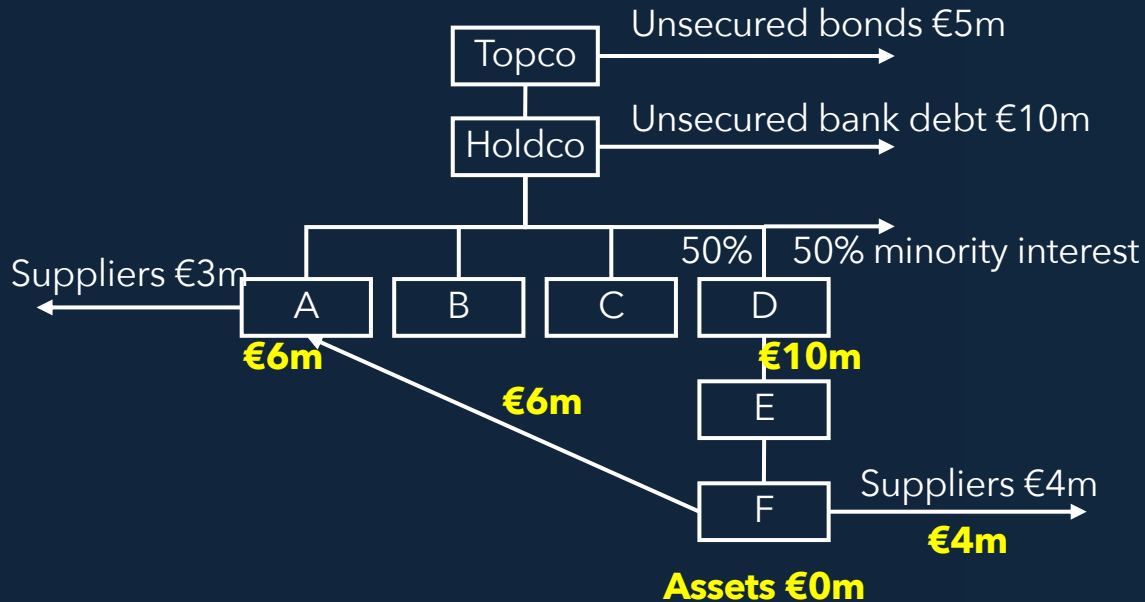 Unsecured bonds €5m
Topco
Unsecured bank debt €10m
Holdco
50%
50% minority interest
Suppliers €3m
A
B
C
D
€6m
€10m
€6m
E
Suppliers €4m
F
€4m
Assets €0m